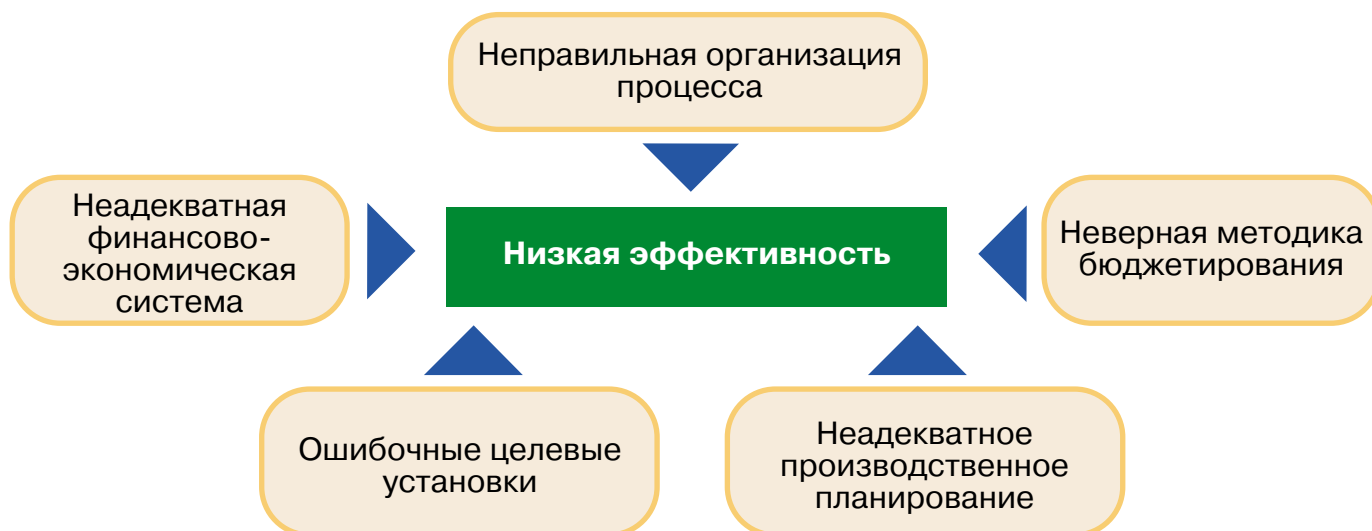 Неправильная организация
процесса
Неадекватная
финансово-
экономическая
система
Низкая эффективность
Неверная методика
бюджетирования
Ошибочные целевые
установки
Неадекватное
производственное
планирование